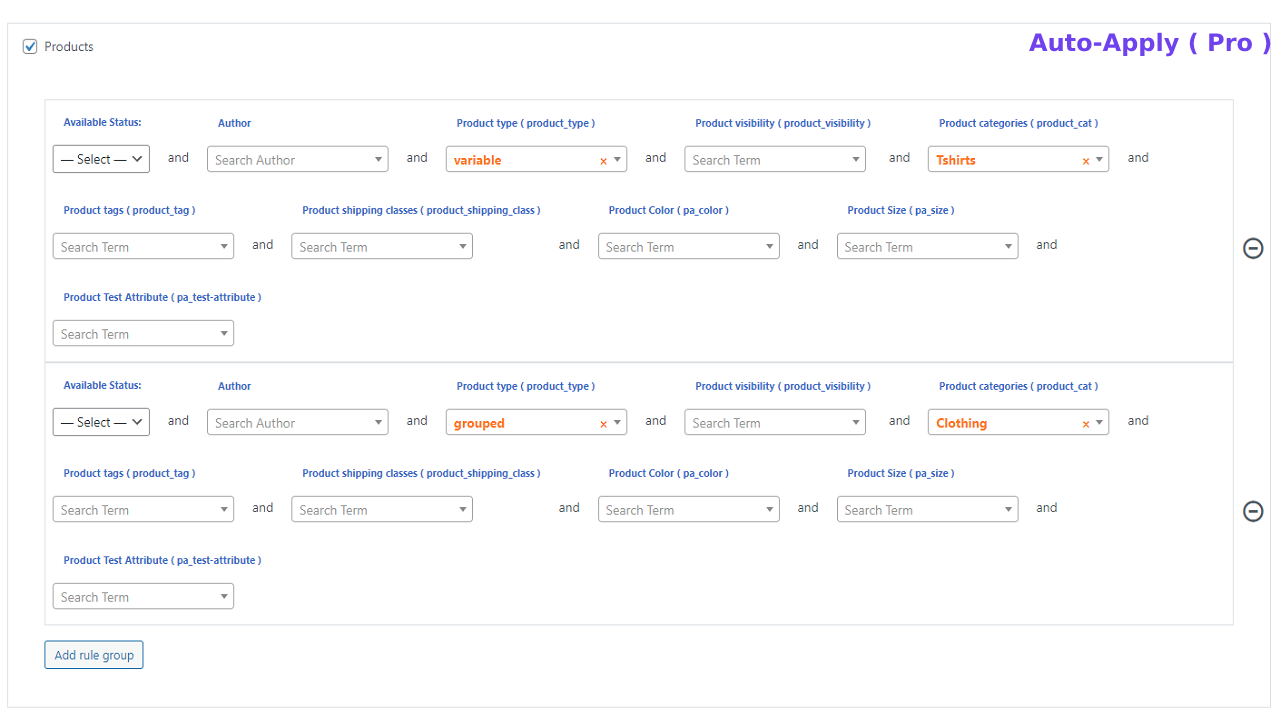 Products
Auto-Apply ( Pro )
Available Status: Author Product type ( product_type ) Product visibility ( product_visibility ) Product categories ( product_cat )
— Select — and Search Author and variable × and Search Term and Tshirts × and
Product tags ( product_tag ) Product shipping classes ( product_shipping_class ) Product Color ( pa_color ) Product Size ( pa_size )
Search Term and Search Term and Search Term and Search Term and
Product Test Attribute ( pa_test-attribute )
Search Term
Available Status: Author Product type ( product_type ) Product visibility ( product_visibility ) Product categories ( product_cat )
— Select — and Search Author and grouped × and Search Term and Clothing × and
Product tags ( product_tag ) Product shipping classes ( product_shipping_class ) Product Color ( pa_color ) Product Size ( pa_size )
Search Term and Search Term and Search Term and Search Term and
Product Test Attribute ( pa_test-attribute )
Search Term
Add rule group